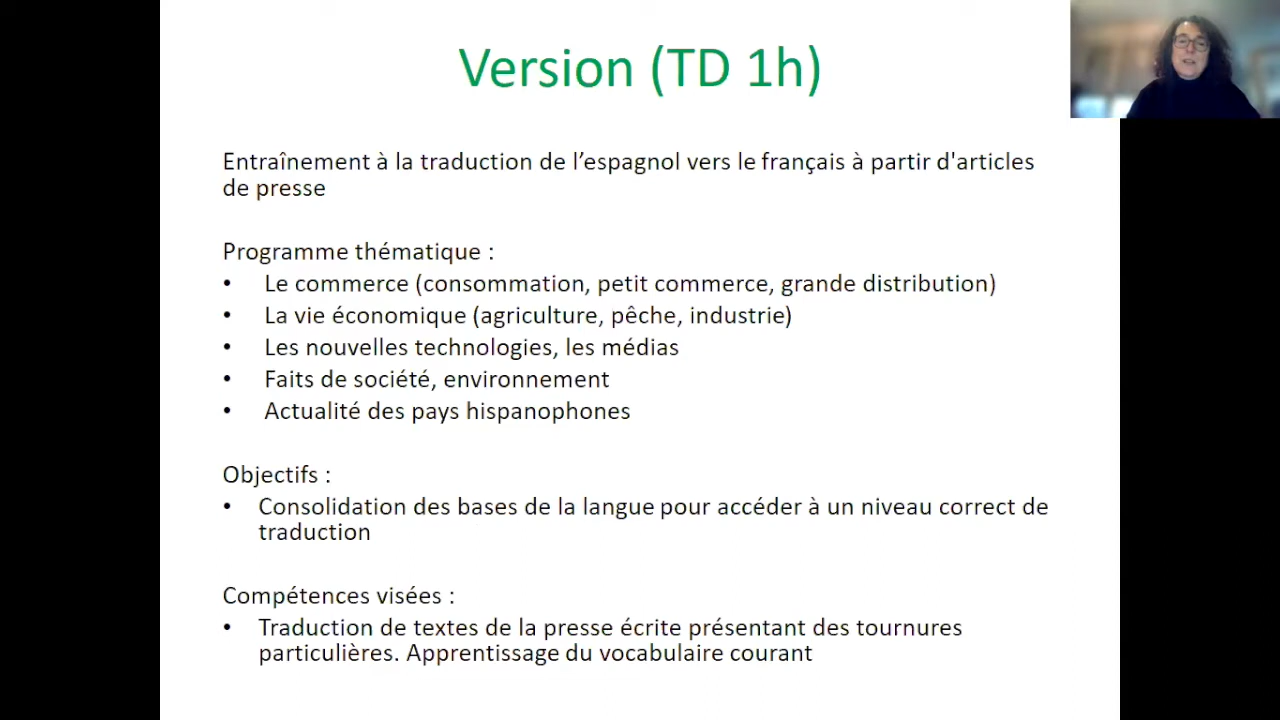 Version (TD 1h)
Entraînement à la traduction de l’espagnol vers le français à partir d'articles
de presse
Programme thématique :
• Le commerce (consommation, petit commerce, grande distribution)
• La vie économique (agriculture, pêche, industrie)
• Les nouvelles technologies, les médias
• Faits de société, environnement
• Actualité des pays hispanophones
Objectifs :
• Consolidation des bases de la langue pour accéder à un niveau correct de
traduction
Compétences visées :
• Traduction de textes de la presse écrite présentant des tournures
particulières. Apprentissage du vocabulaire courant